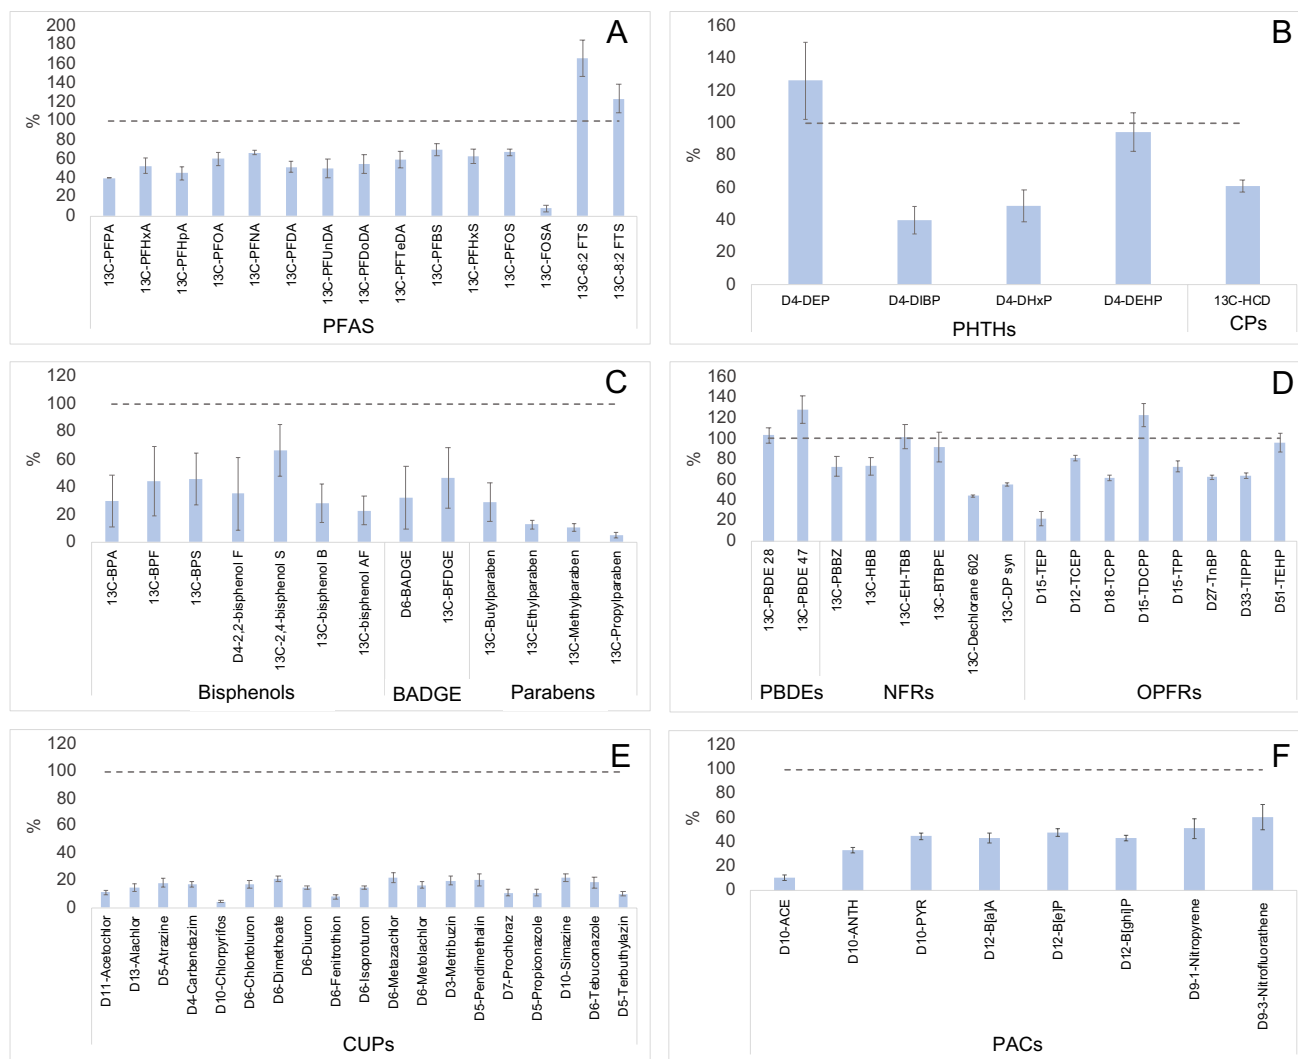 A
200
180
160
140
120
100
80
60
40
20
0
%
13C-PFPA
13C-PFHxA
13C-PFHpA
13C-PFOA
13C-PFNA
13C-PFDA
13C-PFUnDA
13C-PFDoDA
13C-PFTeDA
13C-PFBS
13C-PFHxS
13C-PFOS
13C-FOSA
13C-6:2 FTS
13C-8:2 FTS
PFAS
B
160
140
120
100
80
60
40
20
0
%
D4-DEP
D4-DIBP
D4-DHxP
D4-DEHP
13C-HCD
PHTHs
CPs
C
120
100
80
60
40
20
0
%
13C-BPA
13C-BPF
13C-BPS
D4-2,2-bisphenol F
13C-2,4-bisphenol S
13C-bisphenol B
13C-bisphenol AF
D6-BADGE
13C-BFDGE
13C-Butylparaben
13C-Ethylparaben
13C-Methylparaben
13C-Propylparaben
Bisphenols
BADGE
Parabens
D
160
140
120
100
80
60
40
20
0
%
13C-PBDE 28
13C-PBDE 47
13C-PBBZ
13C-HBB
13C-EH-TBB
13C-BTBPE
13C-Dechlorane 602
13C-DP syn
D15-TEP
D12-TCEP
D18-TCPP
D15-TDCPP
D15-TPP
D27-TnBP
D33-TIPPP
D51-TEHP
PBDEs
NFRs
OPFRs
E
120
100
80
60
40
20
0
%
D11-Acetochlor
D13-Alachlor
D5-Atrazine
D4-Carbendazim
D10-Chlorpyrifos
D6-Chlortoluron
D6-Dimethoate
D6-Diuron
D6-Fenitrothion
D6-Isoproturon
D6-Metazachlor
D6-Metolachlor
D3-Metribuzin
D5-Pendimethalin
D7-Prochloraz
D5-Propiconazole
D10-Simazine
D6-Tebuconazole
D5-Terbuthylazin
CUPs
F
120
100
80
60
40
20
0
%
D10-ACE
D10-ANTH
D10-PYR
D12-B[a]A
D12-B[e]P
D12-B[ghi]P
D9-1-Nitropyrene
D9-3-Nitrofluorathene
PACs